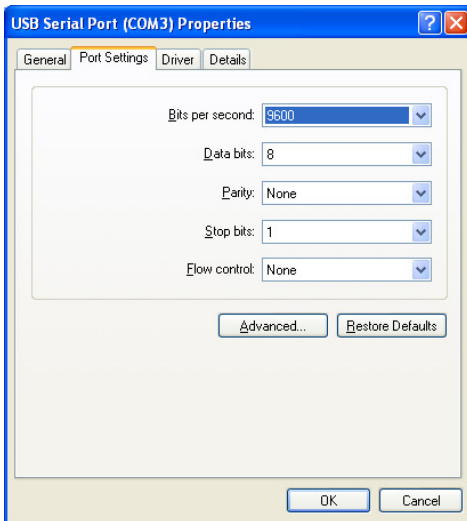 USB Serial Port (COM3) Properties
General Port Settings Driver Details
Bits per second: 9600
Data bits: 8
Parity: None
Stop bits: 1
Flow control: None
Advanced... Restore Defaults
OK Cancel